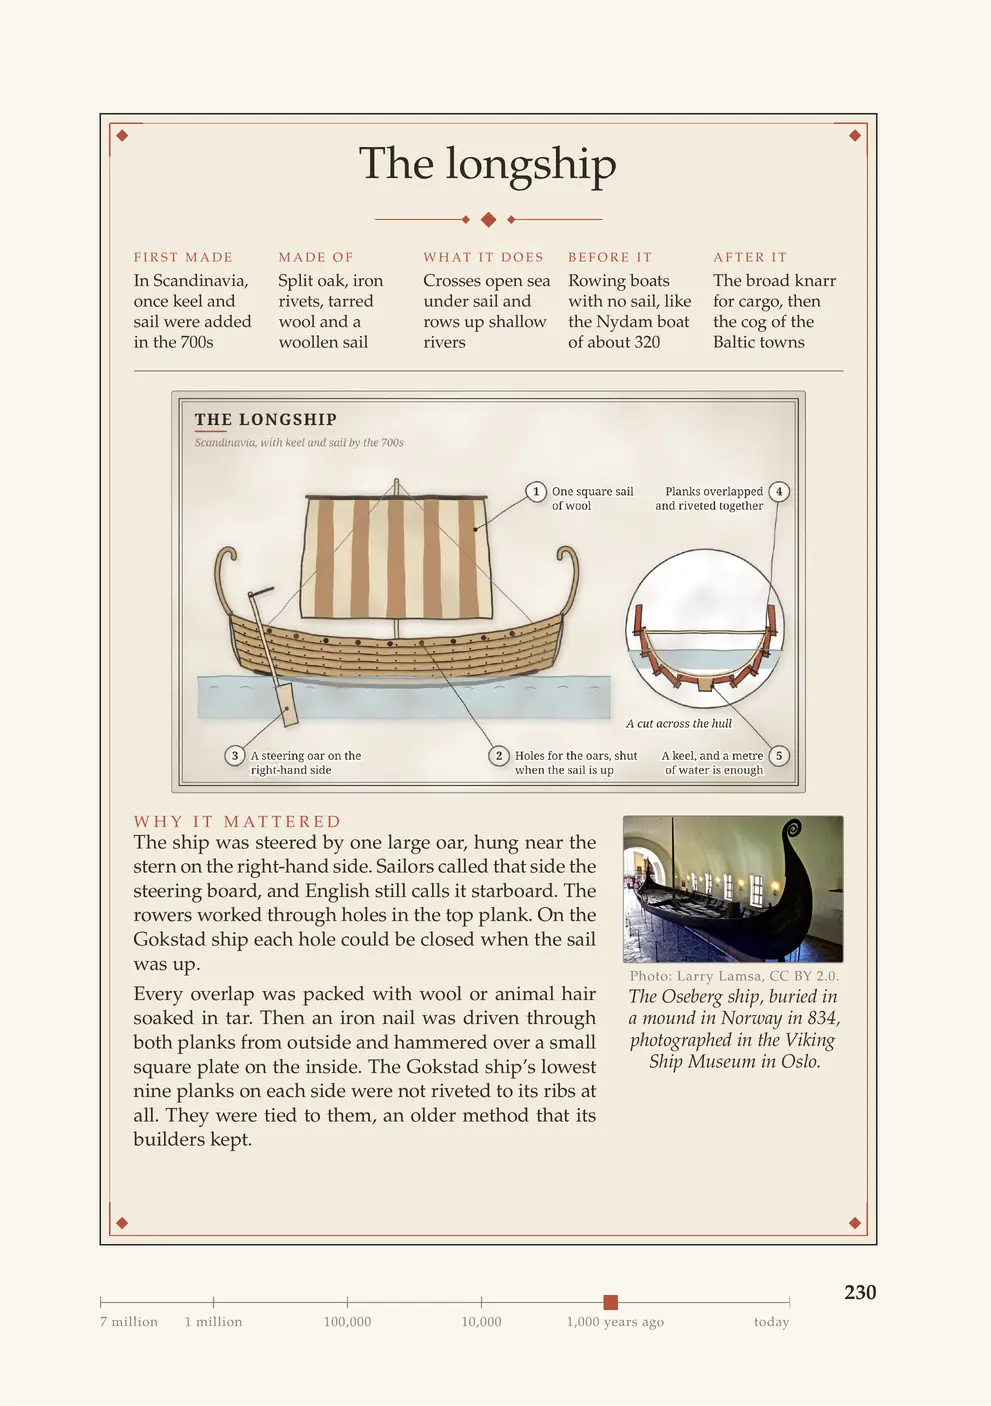 The longship
FIRST MADE
In Scandinavia,
once keel and
sail were added
in the 700s
MADE OF
Split oak, iron
rivets, tarred
wool and a
woollen sail
WHAT IT DOES
Crosses open sea
under sail and
rows up shallow
rivers
BEFORE IT
Rowing boats
with no sail, like
the Nydam boat
of about 320
AFTER IT
The broad knarr
for cargo, then
the cog of the
Baltic towns
THE LONGSHIP
Scandinavia, with keel and sail by the 700s
1 One square sail
of wool
Planks overlapped 4
and riveted together
A cut across the hull
3 A steering oar on the
right-hand side
2 Holes for the oars, shut
when the sail is up
A keel, and a metre 5
of water is enough
WHY IT MATTERED
The ship was steered by one large oar, hung near the
stern on the right-hand side. Sailors called that side the
steering board, and English still calls it starboard. The
rowers worked through holes in the top plank. On the
Gokstad ship each hole could be closed when the sail
was up.
Every overlap was packed with wool or animal hair
soaked in tar. Then an iron nail was driven through
both planks from outside and hammered over a small
square plate on the inside. The Gokstad ship's lowest
nine planks on each side were not riveted to its ribs at
all. They were tied to them, an older method that its
builders kept.
Photo: Larry Lamsa, CC BY 2.0.
The Oseberg ship, buried in
a mound in Norway in 834,
photographed in the Viking
Ship Museum in Oslo.
230
7 million
1 million
100,000
10,000
1,000 years ago
today